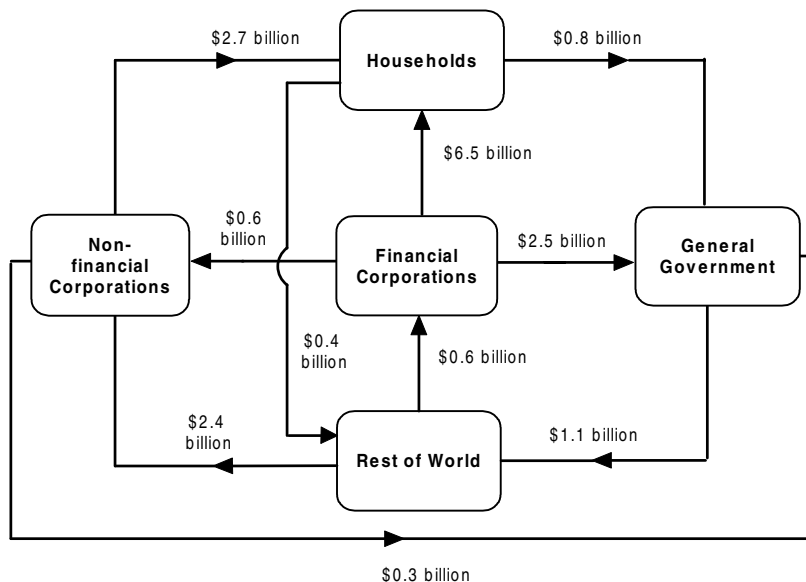 $2.7 billion
Households
$0.8 billion
$6.5 billion
Non-
financial
Corporations
$0.6
billion
Financial
Corporations
$2.5 billion
General
Government
$0.4
billion
$0.6 billion
$2.4
billion
Rest of World
$1.1 billion
$0.3 billion